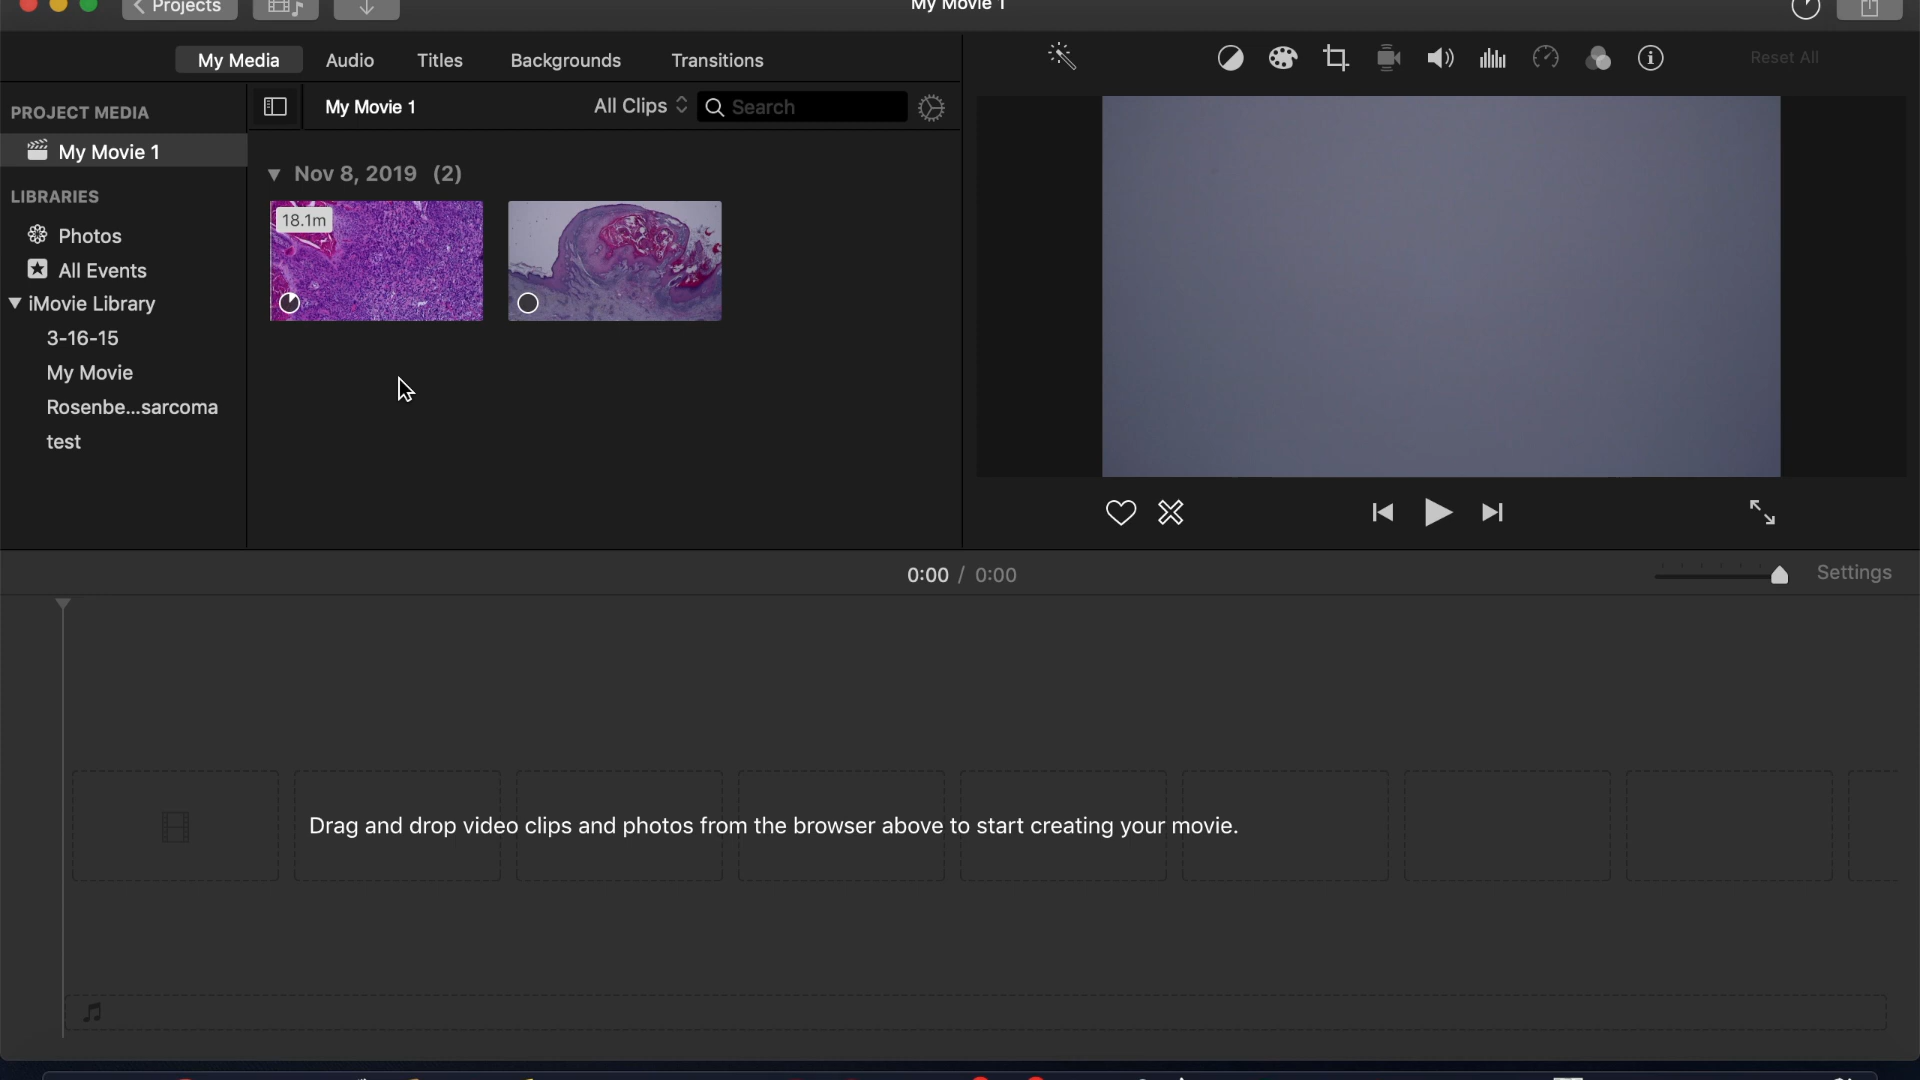 Projects
My Movie 1
My Media
Audio
Titles
Backgrounds
Transitions
Reset All
PROJECT MEDIA
My Movie 1
All Clips
Search
My Movie 1
Nov 8, 2019 (2)
LIBRARIES
18.1m
Photos
All Events
iMovie Library
3-16-15
My Movie
Rosenbe...sarcoma
test
0:00 / 0:00
Settings
Drag and drop video clips and photos from the browser above to start creating your movie.